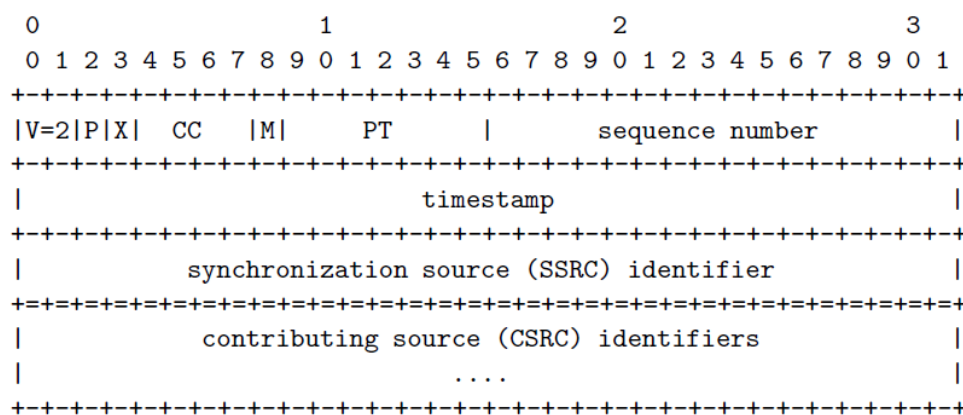 0                   1                   2                   3
 0 1 2 3 4 5 6 7 8 9 0 1 2 3 4 5 6 7 8 9 0 1 2 3 4 5 6 7 8 9 0 1
+-+-+-+-+-+-+-+-+-+-+-+-+-+-+-+-+-+-+-+-+-+-+-+-+-+-+-+-+-+-+-+-+
|V=2|P|X|  CC   |M|     PT      |       sequence number         |
+-+-+-+-+-+-+-+-+-+-+-+-+-+-+-+-+-+-+-+-+-+-+-+-+-+-+-+-+-+-+-+-+
|                           timestamp                           |
+-+-+-+-+-+-+-+-+-+-+-+-+-+-+-+-+-+-+-+-+-+-+-+-+-+-+-+-+-+-+-+-+
|           synchronization source (SSRC) identifier            |
+=+=+=+=+=+=+=+=+=+=+=+=+=+=+=+=+=+=+=+=+=+=+=+=+=+=+=+=+=+=+=+=+
|            contributing source (CSRC) identifiers             |
|                             ....                              |
+-+-+-+-+-+-+-+-+-+-+-+-+-+-+-+-+-+-+-+-+-+-+-+-+-+-+-+-+-+-+-+-+